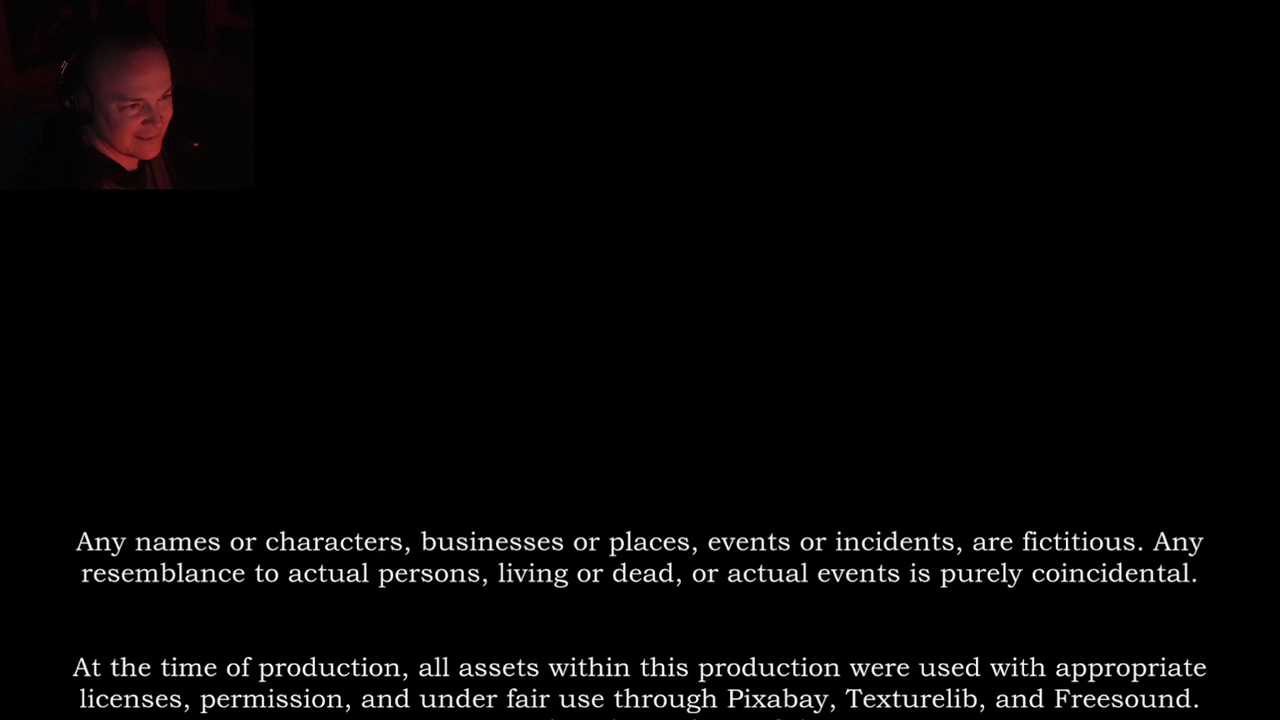 Any names or characters, businesses or places, events or incidents, are fictitious. Any
resemblance to actual persons, living or dead, or actual events is purely coincidental.
At the time of production, all assets within this production were used with appropriate
licenses, permission, and under fair use through Pixabay, Texturelib, and Freesound.